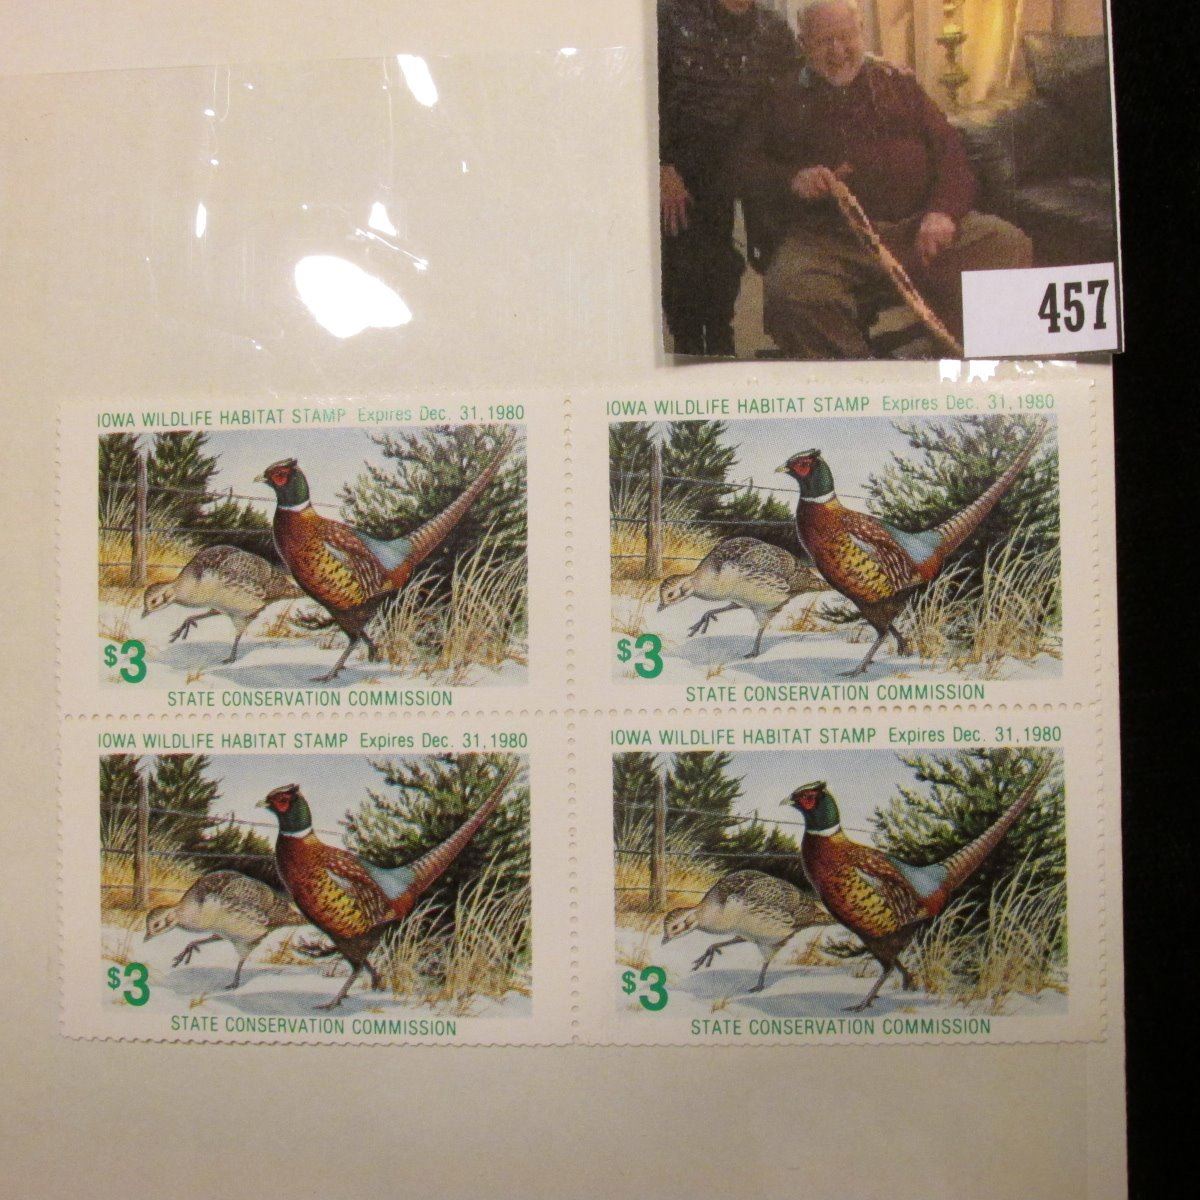 457
IOWA WILDLIFE HABITAT STAMP Expires Dec. 31, 1980
$3
STATE CONSERVATION COMMISSION
IOWA WILDLIFE HABITAT STAMP Expires Dec. 31, 1980
$3
STATE CONSERVATION COMMISSION
IOWA WILDLIFE HABITAT STAMP Expires Dec. 31, 1980
$3
STATE CONSERVATION COMMISSION
IOWA WILDLIFE HABITAT STAMP Expires Dec. 31, 1980
$3
STATE CONSERVATION COMMISSION